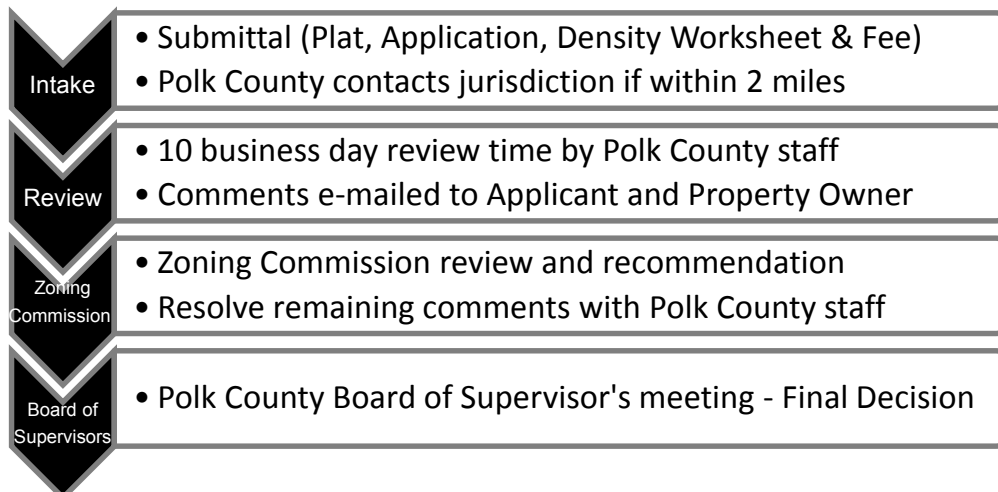 Intake
• Submittal (Plat, Application, Density Worksheet & Fee)
• Polk County contacts jurisdiction if within 2 miles
Review
• 10 business day review time by Polk County staff
• Comments e-mailed to Applicant and Property Owner
Zoning
Commission
• Zoning Commission review and recommendation
• Resolve remaining comments with Polk County staff
Board of
Supervisors
• Polk County Board of Supervisor's meeting - Final Decision